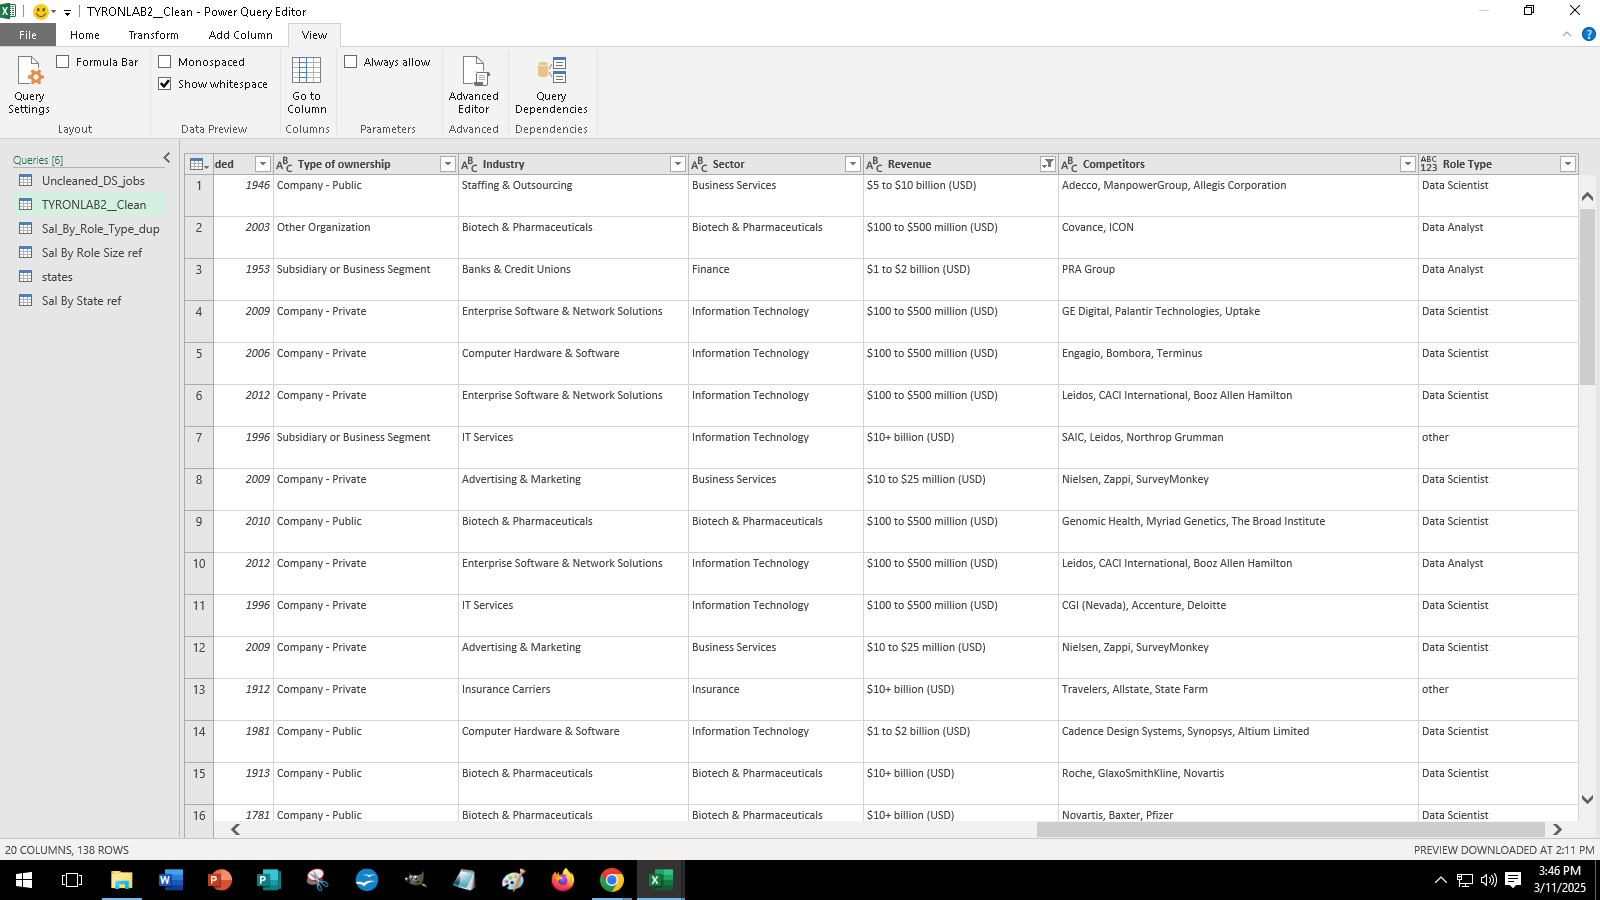 TYRONLAB2__Clean - Power Query Editor
File Home Transform Add Column View
Query Settings
Formula Bar
Layout
Monospaced
Show whitespace
Data Preview
Go to Column
Columns
Always allow
Parameters
Advanced Editor
Advanced
Query Dependencies
Dependencies
Queries [6]
Uncleaned_DS_jobs
TYRONLAB2__Clean
Sal_By_Role_Type_dup
Sal By Role Size ref
states
Sal By State ref
ded ABC Type of ownership ABC Industry ABC Sector ABC Revenue ABC Competitors ABC 123 Role Type
1 1946 Company - Public Staffing & Outsourcing Business Services $5 to $10 billion (USD) Adecco, ManpowerGroup, Allegis Corporation Data Scientist
2 2003 Other Organization Biotech & Pharmaceuticals Biotech & Pharmaceuticals $100 to $500 million (USD) Covance, ICON Data Analyst
3 1953 Subsidiary or Business Segment Banks & Credit Unions Finance $1 to $2 billion (USD) PRA Group Data Analyst
4 2009 Company - Private Enterprise Software & Network Solutions Information Technology $100 to $500 million (USD) GE Digital, Palantir Technologies, Uptake Data Scientist
5 2006 Company - Private Computer Hardware & Software Information Technology $100 to $500 million (USD) Engagio, Bombora, Terminus Data Scientist
6 2012 Company - Private Enterprise Software & Network Solutions Information Technology $100 to $500 million (USD) Leidos, CACI International, Booz Allen Hamilton Data Scientist
7 1996 Subsidiary or Business Segment IT Services Information Technology $10+ billion (USD) SAIC, Leidos, Northrop Grumman other
8 2009 Company - Private Advertising & Marketing Business Services $10 to $25 million (USD) Nielsen, Zappi, SurveyMonkey Data Scientist
9 2010 Company - Public Biotech & Pharmaceuticals Biotech & Pharmaceuticals $100 to $500 million (USD) Genomic Health, Myriad Genetics, The Broad Institute Data Scientist
10 2012 Company - Private Enterprise Software & Network Solutions Information Technology $100 to $500 million (USD) Leidos, CACI International, Booz Allen Hamilton Data Analyst
11 1996 Company - Private IT Services Information Technology $100 to $500 million (USD) CGI (Nevada), Accenture, Deloitte Data Scientist
12 2009 Company - Private Advertising & Marketing Business Services $10 to $25 million (USD) Nielsen, Zappi, SurveyMonkey Data Scientist
13 1912 Company - Private Insurance Carriers Insurance $10+ billion (USD) Travelers, Allstate, State Farm other
14 1981 Company - Public Computer Hardware & Software Information Technology $1 to $2 billion (USD) Cadence Design Systems, Synopsys, Altium Limited Data Scientist
15 1913 Company - Public Biotech & Pharmaceuticals Biotech & Pharmaceuticals $10+ billion (USD) Roche, GlaxoSmithKline, Novartis Data Scientist
16 1781 Company - Public Biotech & Pharmaceuticals Biotech & Pharmaceuticals $10+ billion (USD) Novartis, Baxter, Pfizer Data Scientist
20 COLUMNS, 138 ROWS PREVIEW DOWNLOADED AT 2:11 PM
3:46 PM
3/11/2025